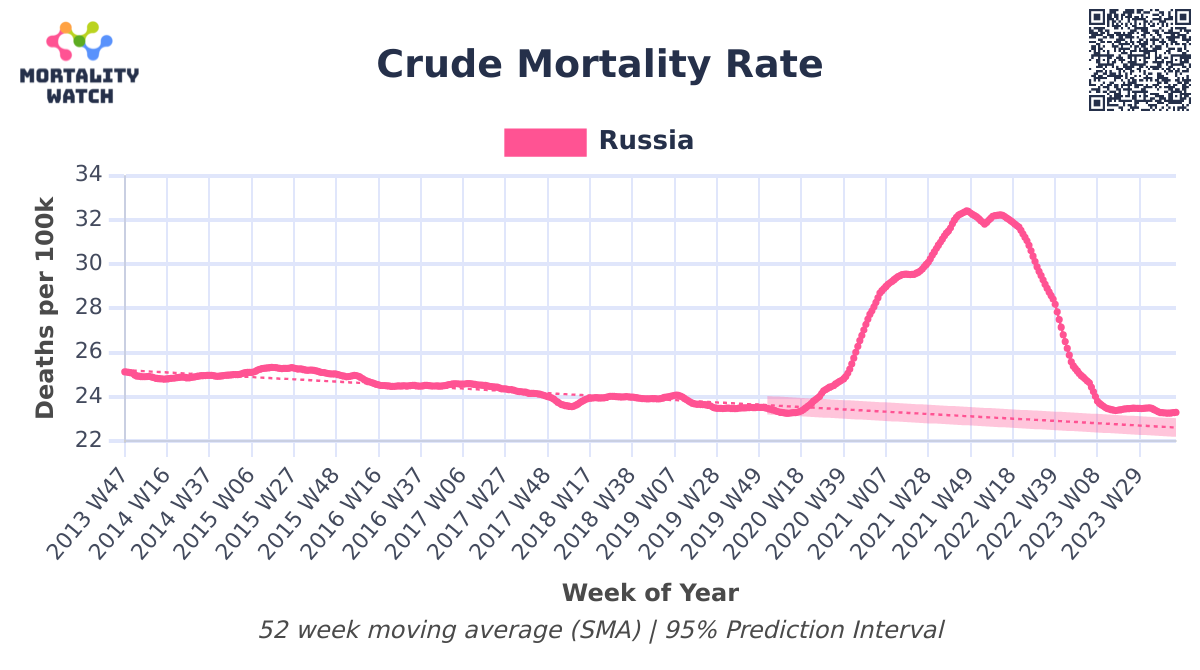 MORTALITY
WATCH
Crude Mortality Rate
Russia
Deaths per 100k
34
32
30
28
26
24
22
2013 W47
2014 W16
2014 W37
2015 W06
2015 W27
2015 W48
2016 W16
2016 W37
2017 W06
2017 W27
2017 W48
2018 W17
2018 W38
2019 W07
2019 W28
2019 W49
2020 W18
2020 W39
2021 W07
2021 W28
2021 W49
2022 W18
2022 W39
2023 W08
2023 W29
Week of Year
52 week moving average (SMA) | 95% Prediction Interval